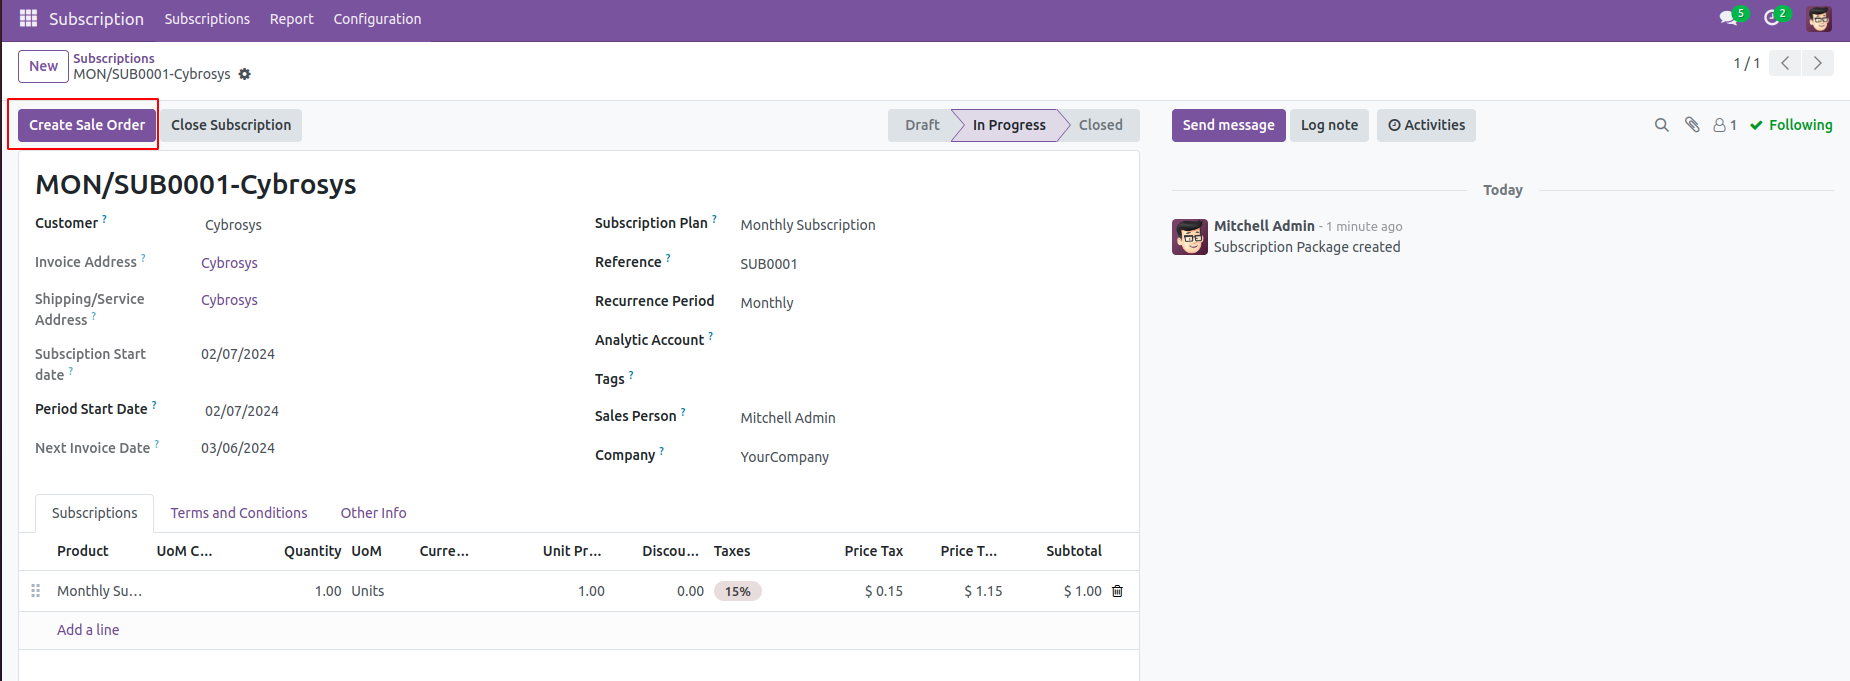 Subscription Subscriptions Report Configuration 5 2
New Subscriptions
MON/SUB0001-Cybrosys
1 / 1
Create Sale Order Close Subscription Draft In Progress Closed Send message Log note Activities 1 Following
MON/SUB0001-Cybrosys
Customer ? Cybrosys
Invoice Address ? Cybrosys
Shipping/Service
Address ? Cybrosys
Subsciption Start
date ? 02/07/2024
Period Start Date ? 02/07/2024
Next Invoice Date ? 03/06/2024
Subscription Plan ? Monthly Subscription
Reference ? SUB0001
Recurrence Period Monthly
Analytic Account ?
Tags ?
Sales Person ? Mitchell Admin
Company ? YourCompany
Subscriptions Terms and Conditions Other Info
Product UoM C... Quantity UoM Curre... Unit Pr... Discou... Taxes Price Tax Price T... Subtotal
Monthly Su... 1.00 Units 1.00 0.00 15% $ 0.15 $ 1.15 $ 1.00
Add a line
Today
Mitchell Admin - 1 minute ago
Subscription Package created